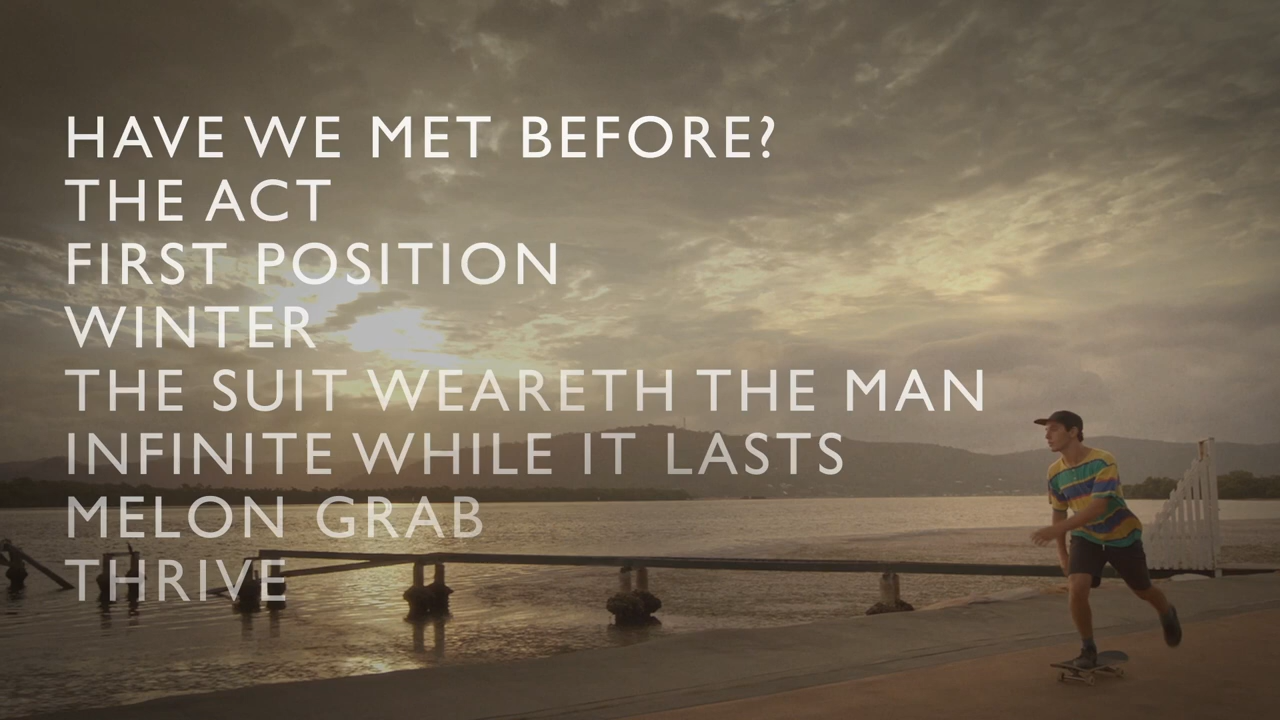 HAVE WE MET BEFORE?
THE ACT
FIRST POSITION
WINTER
THE SUIT WEARETH THE MAN
INFINITE WHILE IT LASTS
MELON GRAB
THRIVE